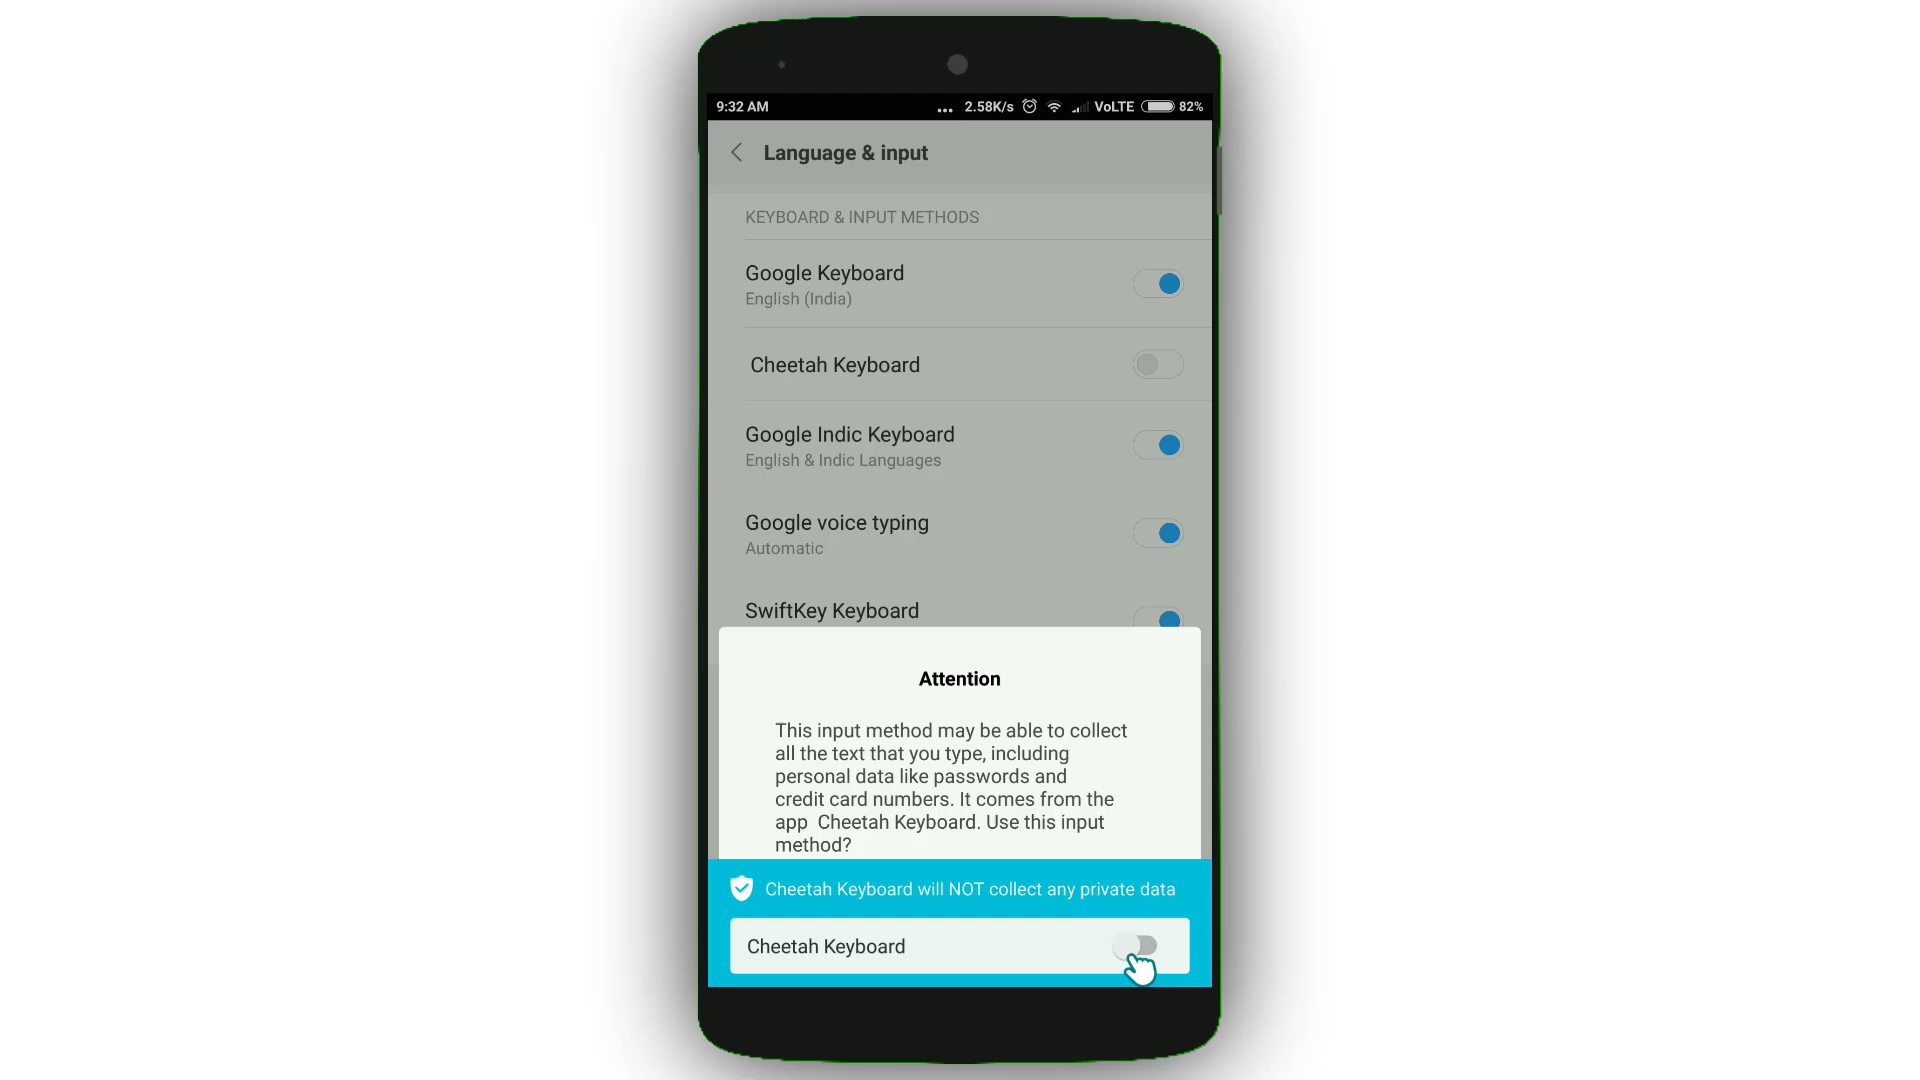 9:32 AM ... 2.58K/s VoLTE 82%
Language & input
KEYBOARD & INPUT METHODS
Google Keyboard
English (India)
Cheetah Keyboard
Google Indic Keyboard
English & Indic Languages
Google voice typing
Automatic
SwiftKey Keyboard
Attention
This input method may be able to collect
all the text that you type, including
personal data like passwords and
credit card numbers. It comes from the
app  Cheetah Keyboard. Use this input
method?
Cheetah Keyboard will NOT collect any private data
Cheetah Keyboard